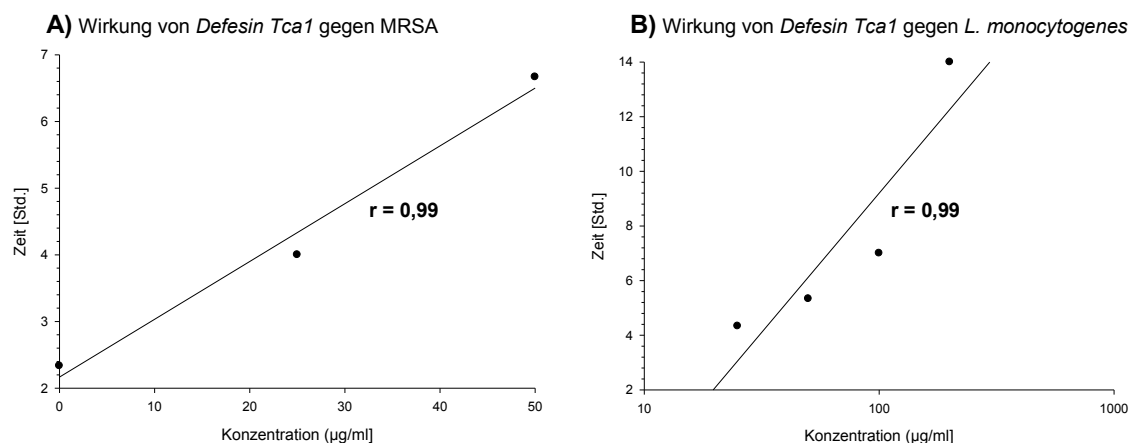 A) Wirkung von Defesin Tca1 gegen MRSA
7
6
5
4
3
2
Zeit [Std.]
r = 0,99
0 10 20 30 40 50
Konzentration (µg/ml]
B) Wirkung von Defesin Tca1 gegen L. monocytogenes
14
12
10
8
6
4
2
Zeit [Std.]
r = 0,99
10 100 1000
Konzentration (µg/ml]